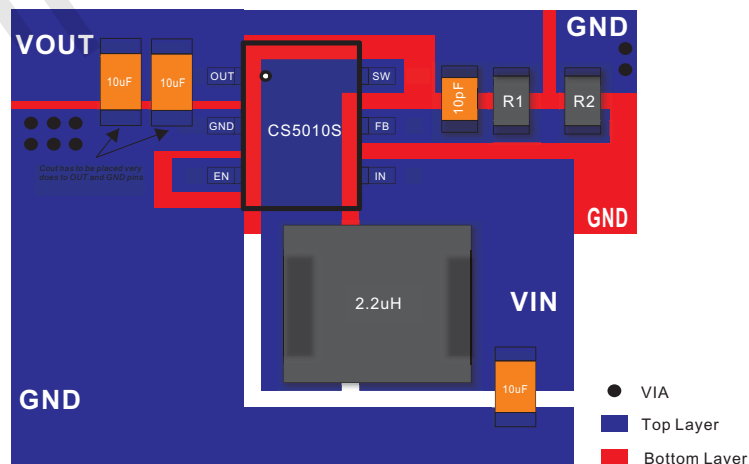 VOUT
GND
10uF
10uF
OUT
SW
10pF
R1
R2
GND
CS5010S
FB
Cout has to be placed very
does to OUT and GND pins
EN
IN
GND
2.2uH
VIN
10uF
GND
VIA
Top Layer
Bottom Layer